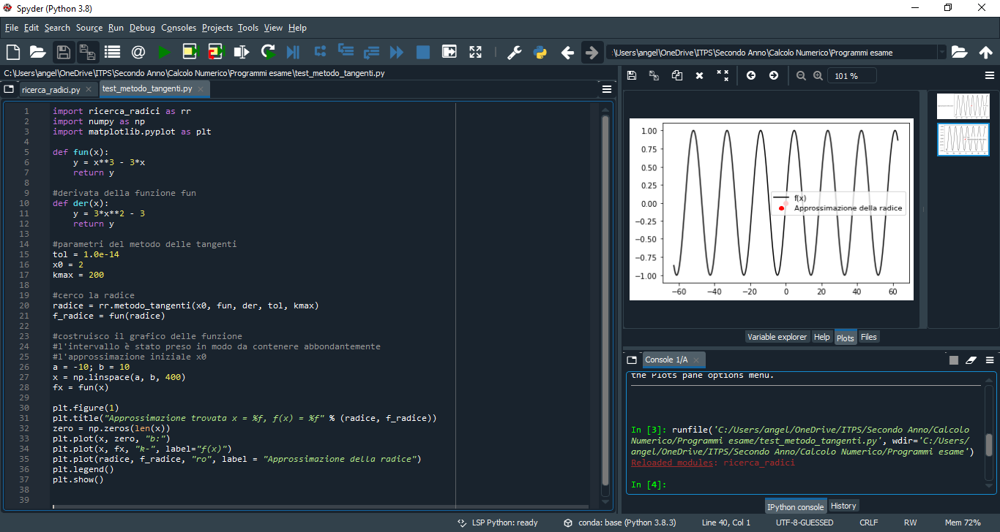 Spyder (Python 3.8)
File Edit Search Source Run Debug Consoles Projects Tools View Help
:\Users\angel\OneDrive\ITPS\Secondo Anno\Calcolo Numerico\Programmi esame
C:\Users\angel\OneDrive\ITPS\Secondo Anno\Calcolo Numerico\Programmi esame\test_metodo_tangenti.py
ricerca_radici.py test_metodo_tangenti.py
1 import ricerca_radici as rr
2 import numpy as np
3 import matplotlib.pyplot as plt
4
5 def fun(x):
6 y = x**3 - 3*x
7 return y
8
9 #derivata della funzione fun
10 def der(x):
11 y = 3*x**2 - 3
12 return y
13
14 #parametri del metodo delle tangenti
15 tol = 1.0e-14
16 x0 = 2
17 kmax = 200
18
19 #cerco la radice
20 radice = rr.metodo_tangenti(x0, fun, der, tol, kmax)
21 f_radice = fun(radice)
22
23 #costruisco il grafico delle funzione
24 #l'intervallo è stato preso in modo da contenere abbondantemente
25 #l'approssimazione iniziale x0
26 a = -10; b = 10
27 x = np.linspace(a, b, 400)
28 fx = fun(x)
29
30 plt.figure(1)
31 plt.title("Approssimazione trovata x = %f, f(x) = %f" % (radice, f_radice))
32 zero = np.zeros(len(x))
33 plt.plot(x, zero, "b:")
34 plt.plot(x, fx, "k-", label="f(x)")
35 plt.plot(radice, f_radice, "ro", label = "Approssimazione della radice")
36 plt.legend()
37 plt.show()
38
39
101 %
1.00
0.75
0.50
0.25
0.00
−0.25
−0.50
−0.75
−1.00
−60 −40 −20 0 20 40 60
f(x)
Approssimazione della radice
Variable explorer Help Plots Files
Console 1/A
the Plots pane options menu.
In [3]: runfile('C:/Users/angel/OneDrive/ITPS/Secondo Anno/Calcolo
Numerico/Programmi esame/test_metodo_tangenti.py', wdir='C:/Users/
angel/OneDrive/ITPS/Secondo Anno/Calcolo Numerico/Programmi esame')
Reloaded modules: ricerca_radici
In [4]:
IPython console History
LSP Python: ready conda: base (Python 3.8.3) Line 40, Col 1 UTF-8-GUESSED CRLF RW Mem 72%